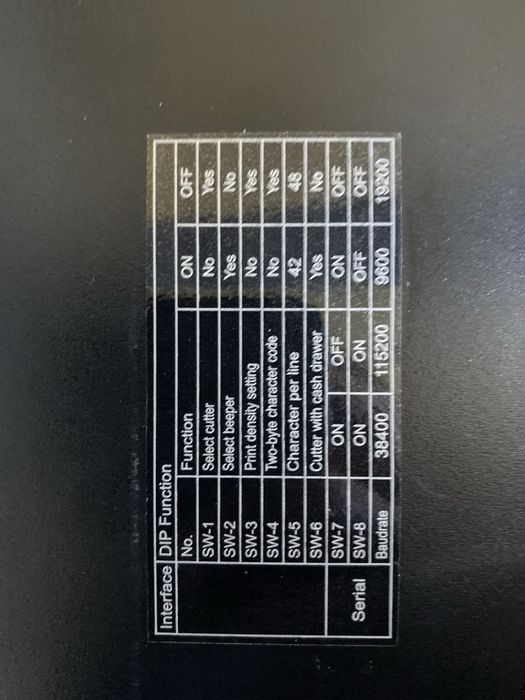 Interface DIP Function
No. Function ON OFF
SW-1 Select cutter No Yes
SW-2 Select beeper Yes No
SW-3 Print density setting No Yes
SW-4 Two-byte character code No Yes
SW-5 Character per line 42 48
SW-6 Cutter with cash drawer Yes No
Serial
SW-7 ON OFF ON OFF
SW-8 ON ON OFF OFF
Baudrate 38400 115200 9600 19200